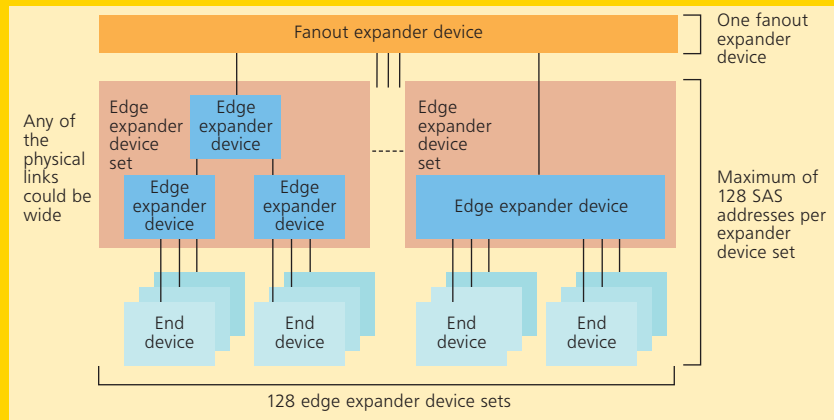 Fanout expander device
One fanout
expander
device
Any of
the
physical
links
could be
wide
Edge
expander
device
set
Edge
expander
device
Edge
expander
device
Edge
expander
device
Edge
expander
device
set
Edge expander device
Maximum of
128 SAS
addresses per
expander
device set
End
device
End
device
End
device
End
device
128 edge expander device sets